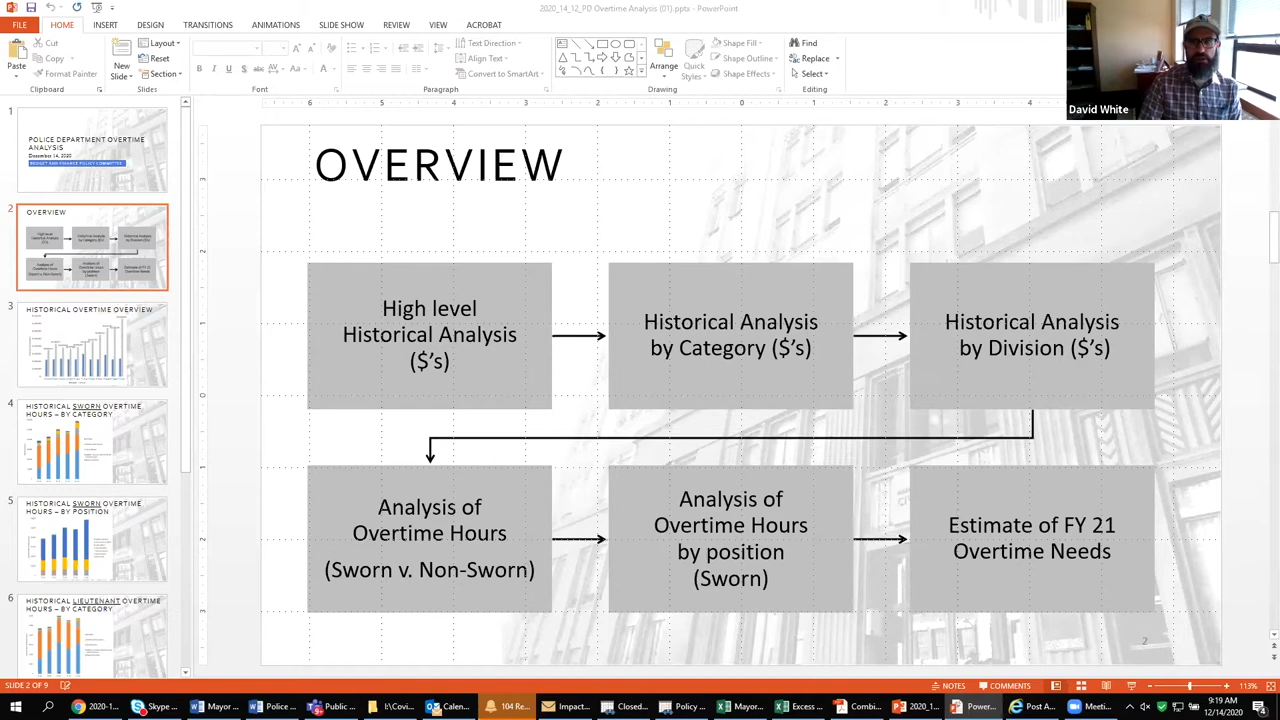 2020_14_12_PD Overtime Analysis (01).pptx - PowerPoint
FILE
HOME
INSERT
DESIGN
TRANSITIONS
ANIMATIONS
SLIDE SHOW
REVIEW
VIEW
ACROBAT
Paste
Cut
Copy
Format Painter
Clipboard
New
Slide
Layout
Reset
Section
Slides
Font
Text Direction
Align Text
Convert to SmartArt
Paragraph
Arrange
Quick
Styles
Shape Fill
Shape Outline
Shape Effects
Drawing
Find
Replace
Select
Editing
David White
1
POLICE DEPARTMENT OVERTIME
ANALYSIS
December 14, 2020
BUDGET AND FINANCE POLICY COMMITTEE
2
OVERVIEW
3
HISTORICAL OVERTIME OVERVIEW
4
HISTORICAL SWORN OVERTIME
HOURS – BY CATEGORY
5
HISTORICAL SWORN OVERTIME
HOURS – BY POSITION
6
HISTORICAL LIEUTENANT OVERTIME
HOURS – BY CATEGORY
OVERVIEW
High level
Historical Analysis
($'s)
Historical Analysis
by Category ($'s)
Historical Analysis
by Division ($'s)
Analysis of
Overtime Hours
(Sworn v. Non-Sworn)
Analysis of
Overtime Hours
by position
(Sworn)
Estimate of FY 21
Overtime Needs
2
SLIDE 2 OF 9
NOTES
COMMENTS
113%
2020-1...
Skype ...
Mayor ...
Police ...
Public ...
I:\Covi...
Calen...
104 Re...
Impact...
Closed...
Policy ...
Mayor...
Excess ...
Combi...
2020_1...
Power...
Post A...
Meeti...
9:19 AM
12/14/2020